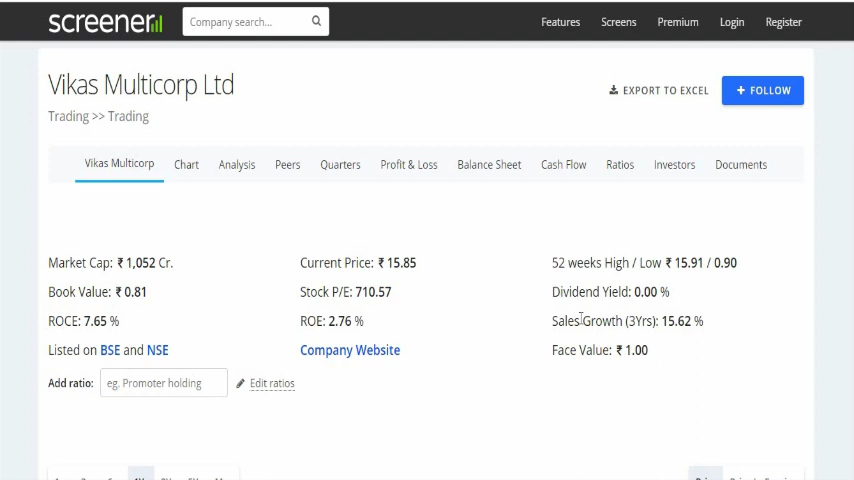 screener
Company search...
Features
Screens
Premium
Login
Register
Vikas Multicorp Ltd
EXPORT TO EXCEL
+ FOLLOW
Trading >> Trading
Vikas Multicorp
Chart
Analysis
Peers
Quarters
Profit & Loss
Balance Sheet
Cash Flow
Ratios
Investors
Documents
Market Cap: ₹ 1,052 Cr.
Current Price: ₹ 15.85
52 weeks High / Low ₹ 15.91 / 0.90
Book Value: ₹ 0.81
Stock P/E: 710.57
Dividend Yield: 0.00 %
ROCE: 7.65 %
ROE: 2.76 %
Sales Growth (3Yrs): 15.62 %
Listed on BSE and NSE
Company Website
Face Value: ₹ 1.00
Add ratio:
eg. Promoter holding
Edit ratios